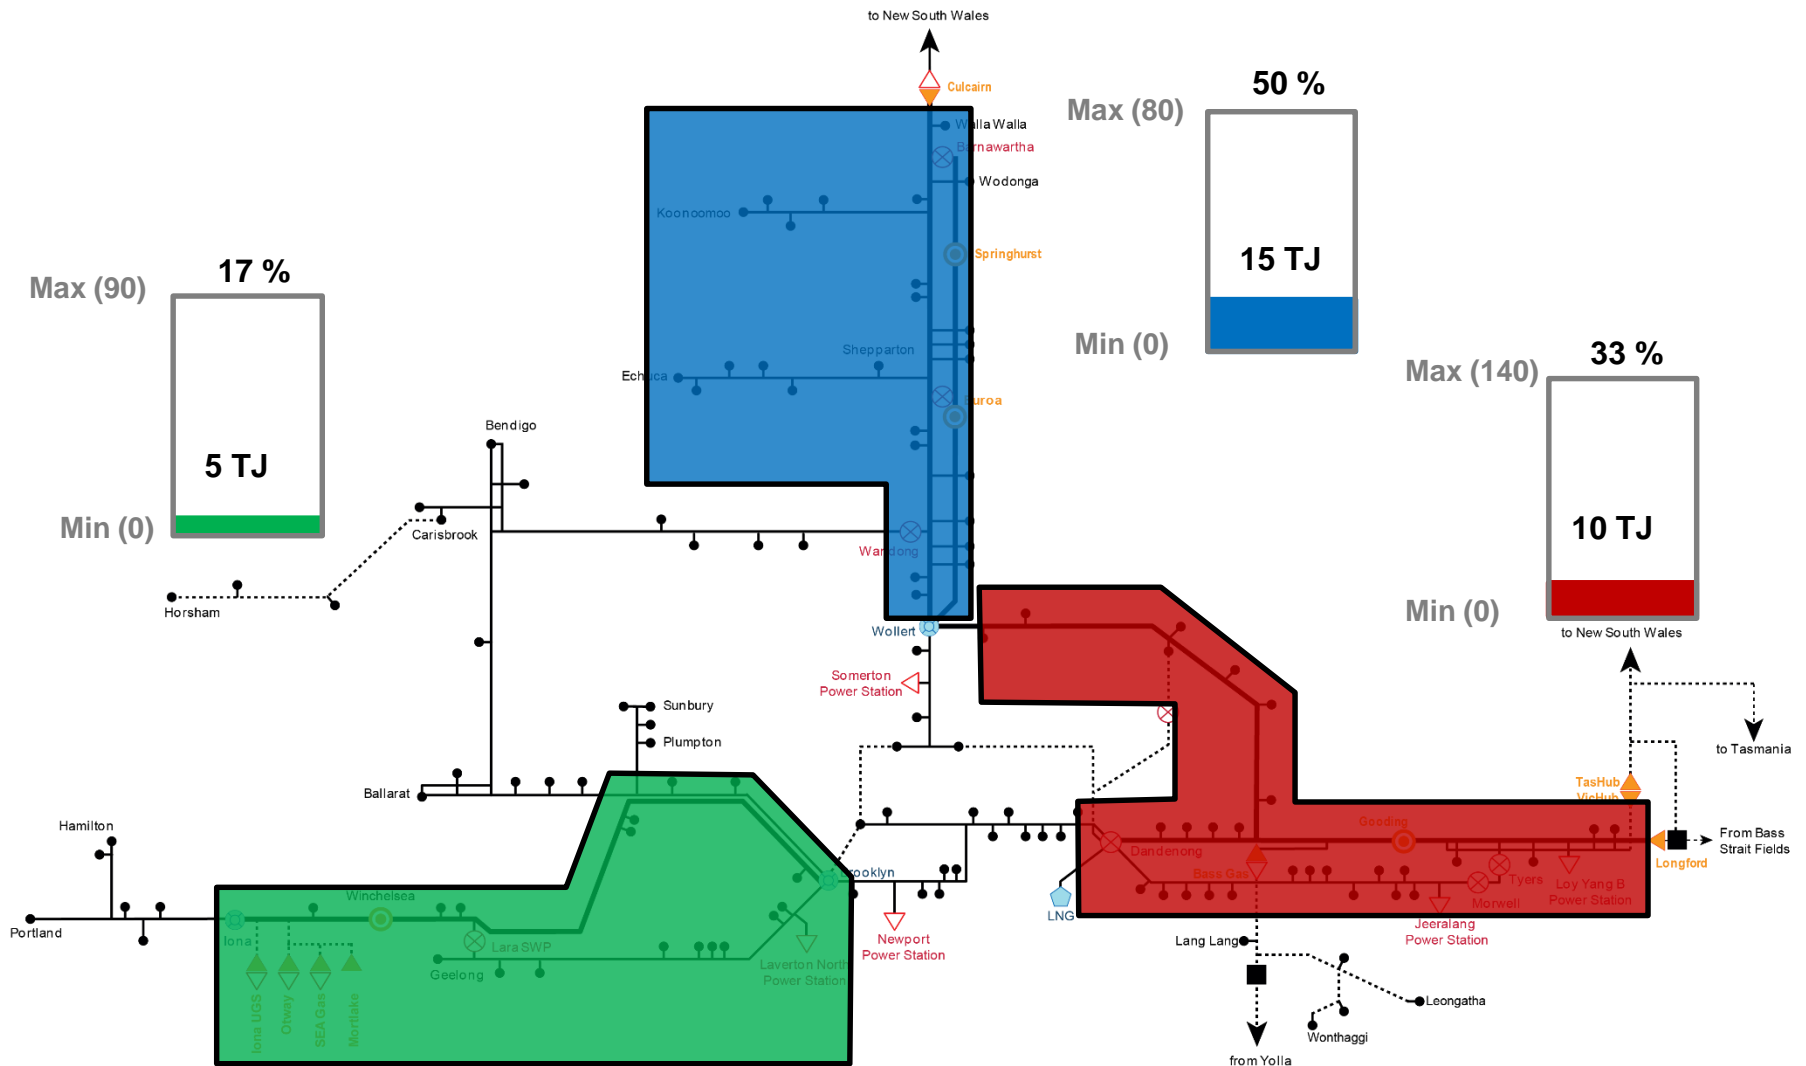 to New South Wales
Culcairn
Walla Walla
Barnawartha
Wodonga
Koonoomoo
Springhurst
Shepparton
Echuca
Euroa
50 %
Max (80)
15 TJ
Min (0)
17 %
Max (90)
5 TJ
Min (0)
33 %
Max (140)
10 TJ
Min (0)
to New South Wales
Bendigo
Carisbrook
Wandong
Horsham
Wollert
Somerton
Power Station
Sunbury
Plumpton
to Tasmania
TasHub
VicHub
Ballarat
Hamilton
Gooding
From Bass
Strait Fields
Longford
Dandenong
Bass Gas
Tyers
Loy Yang B
Power Station
Morwell
Brooklyn
Winchelsea
LNG
Jeeralang
Power Station
Portland
Iona
Lara SWP
Newport
Power Station
Geelong
Laverton North
Power Station
Lang Lang
Iona UGS
Otway
SEA Gas
Mortlake
Leongatha
Wonthaggi
from Yolla